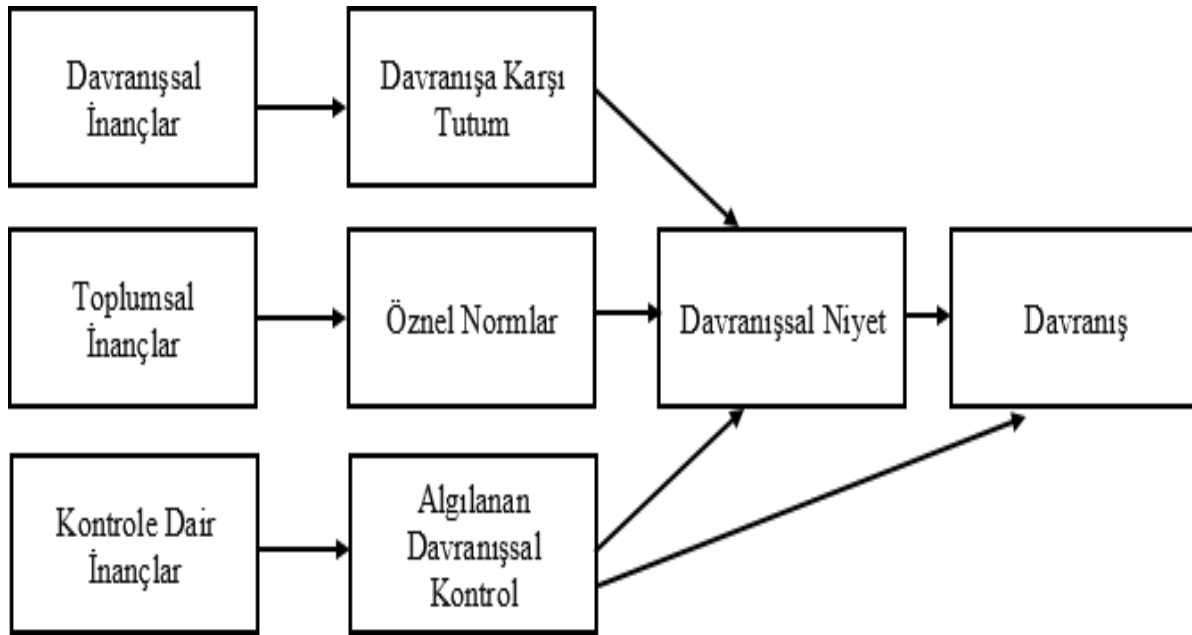 Davranışsal
İnançlar
Davranışa Karşı
Tutum
Toplumsal
İnançlar
Öznel Normlar
Davranışsal Niyet
Davranış
Kontrole Dair
İnançlar
Algılanan
Davranışsal
Kontrol